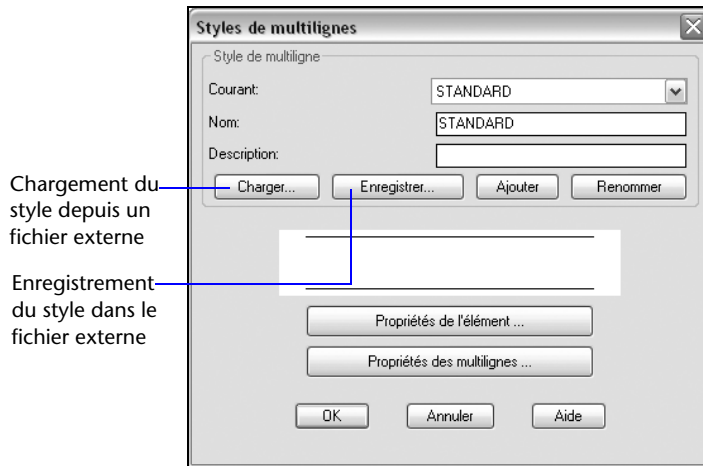 Styles de multilignes
Style de multiligne
Courant:
STANDARD
Nom:
STANDARD
Description:
Charger...
Enregistrer...
Ajouter
Renommer
Chargement du
style depuis un
fichier externe
Enregistrement
du style dans le
fichier externe
Propriétés de l'élément ...
Propriétés des multilignes ...
OK
Annuler
Aide